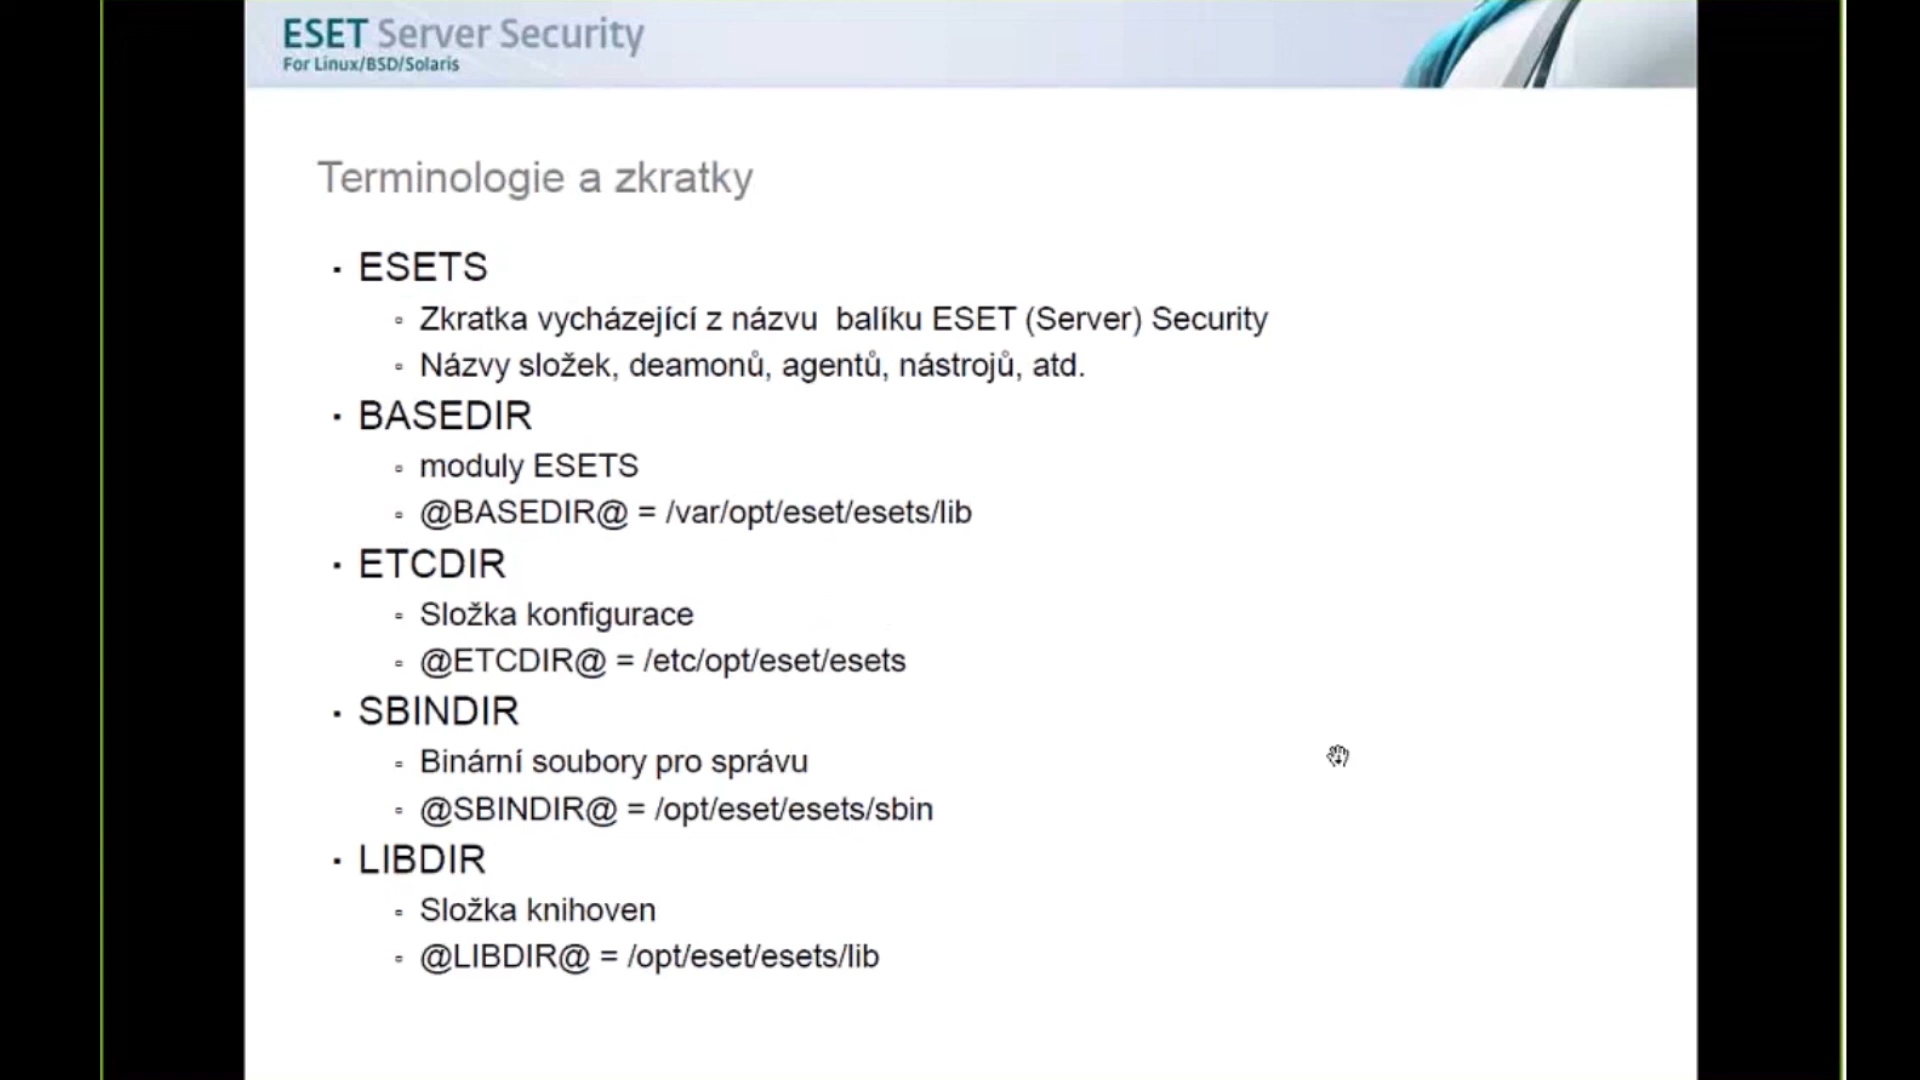 ESET Server Security
For Linux/BSD/Solaris
Terminologie a zkratky
· ESETS
▫ Zkratka vycházející z názvu  balíku ESET (Server) Security
▫ Názvy složek, deamonů, agentů, nástrojů, atd.
· BASEDIR
▫ moduly ESETS
▫ @BASEDIR@ = /var/opt/eset/esets/lib
· ETCDIR
▫ Složka konfigurace
▫ @ETCDIR@ = /etc/opt/eset/esets
· SBINDIR
▫ Binární soubory pro správu
▫ @SBINDIR@ = /opt/eset/esets/sbin
· LIBDIR
▫ Složka knihoven
▫ @LIBDIR@ = /opt/eset/esets/lib